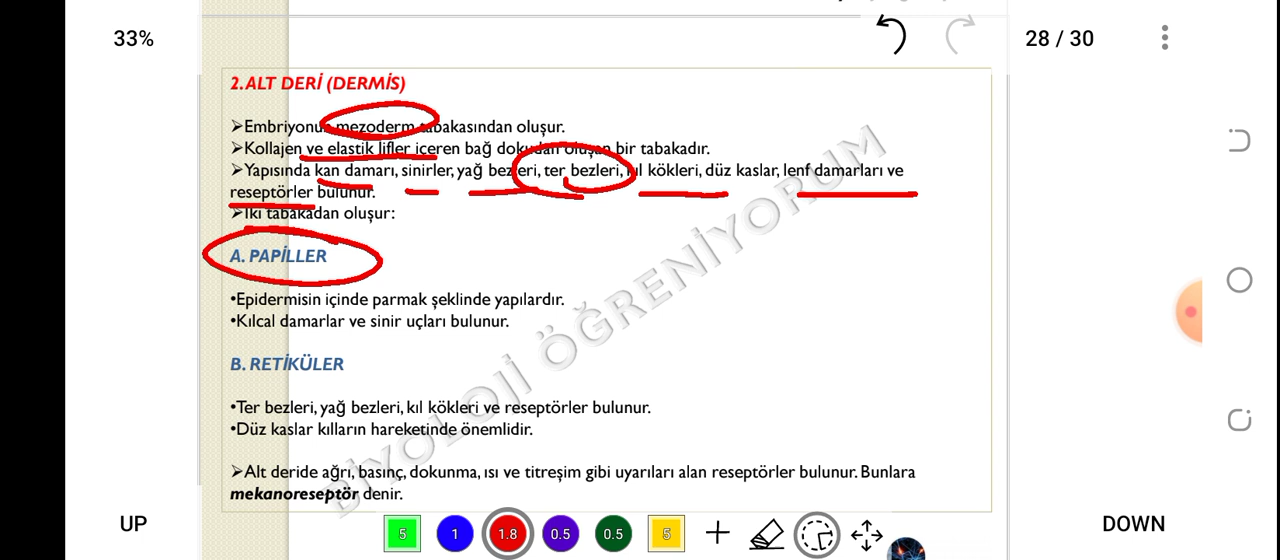 33%
28 / 30
2.ALT DERİ (DERMİS)
➢Embriyonun mezoderm tabakasından oluşur.
➢Kollajen ve elastik lifler içeren bağ dokudan oluşan bir tabakadır.
➢Yapısında kan damarı, sinirler, yağ bezleri, ter bezleri, kıl kökleri, düz kaslar, lenf damarları ve
reseptörler bulunur.
➢İki tabakadan oluşur:
A. PAPİLLER
•Epidermisin içinde parmak şeklinde yapılardır.
•Kılcal damarlar ve sinir uçları bulunur.
B. RETİKÜLER
•Ter bezleri, yağ bezleri, kıl kökleri ve reseptörler bulunur.
•Düz kaslar kılların hareketinde önemlidir.
➢Alt deride ağrı, basınç, dokunma, ısı ve titreşim gibi uyarıları alan reseptörler bulunur. Bunlara
mekanoreseptör denir.
BİYOLOJİ ÖĞRENİYORUM
UP
5 1 1.8 0.5 0.5 5
DOWN